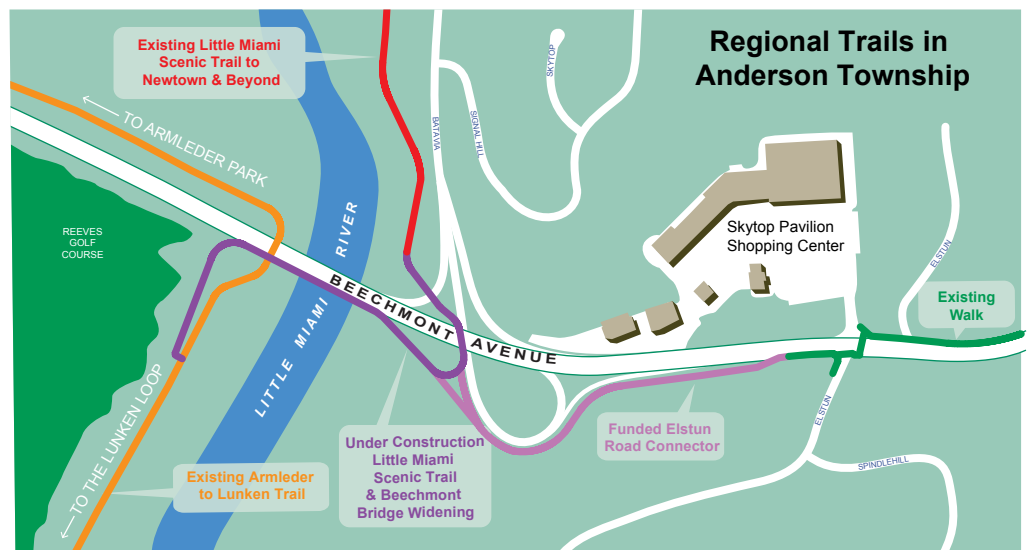 Regional Trails in
Anderson Township
Existing Little Miami
Scenic Trail to
Newtown & Beyond
TO ARMLEDER PARK
BATAVIA
SIGNAL HILL
SKYTOP
REEVES
GOLF
COURSE
LITTLE MIAMI RIVER
BEECHMONT AVENUE
Skytop Pavilion
Shopping Center
ELSTUN
Existing
Walk
TO THE LUNKEN LOOP
Existing Armleder
to Lunken Trail
Under Construction
Little Miami
Scenic Trail
& Beechmont
Bridge Widening
Funded Elstun
Road Connector
ELSTUN
SPINDLEHILL